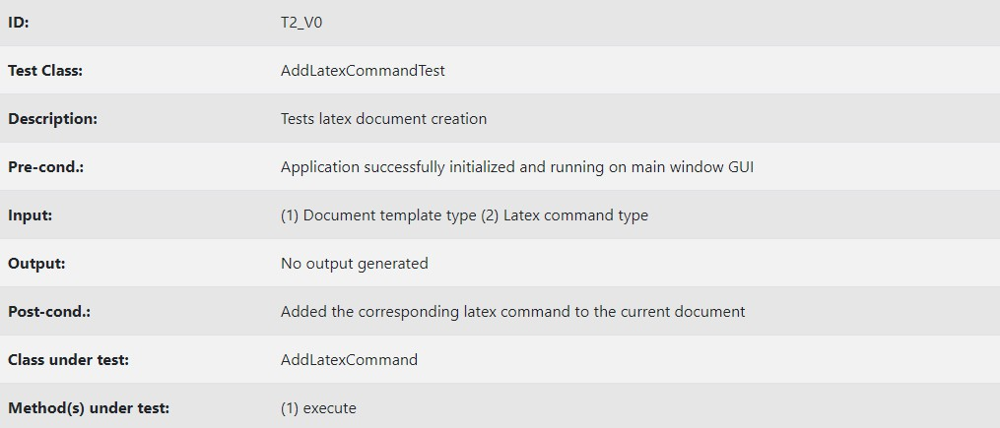 ID: T2_V0
Test Class: AddLatexCommandTest
Description: Tests latex document creation
Pre-cond.: Application successfully initialized and running on main window GUI
Input: (1) Document template type (2) Latex command type
Output: No output generated
Post-cond.: Added the corresponding latex command to the current document
Class under test: AddLatexCommand
Method(s) under test: (1) execute